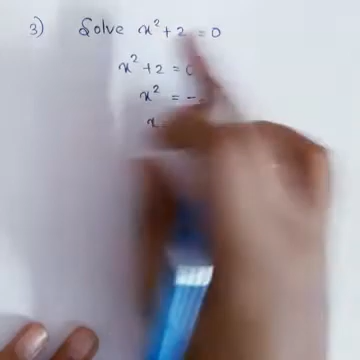 3) Solve x² + 2 = 0
x² + 2 = 0
x² = -
x =